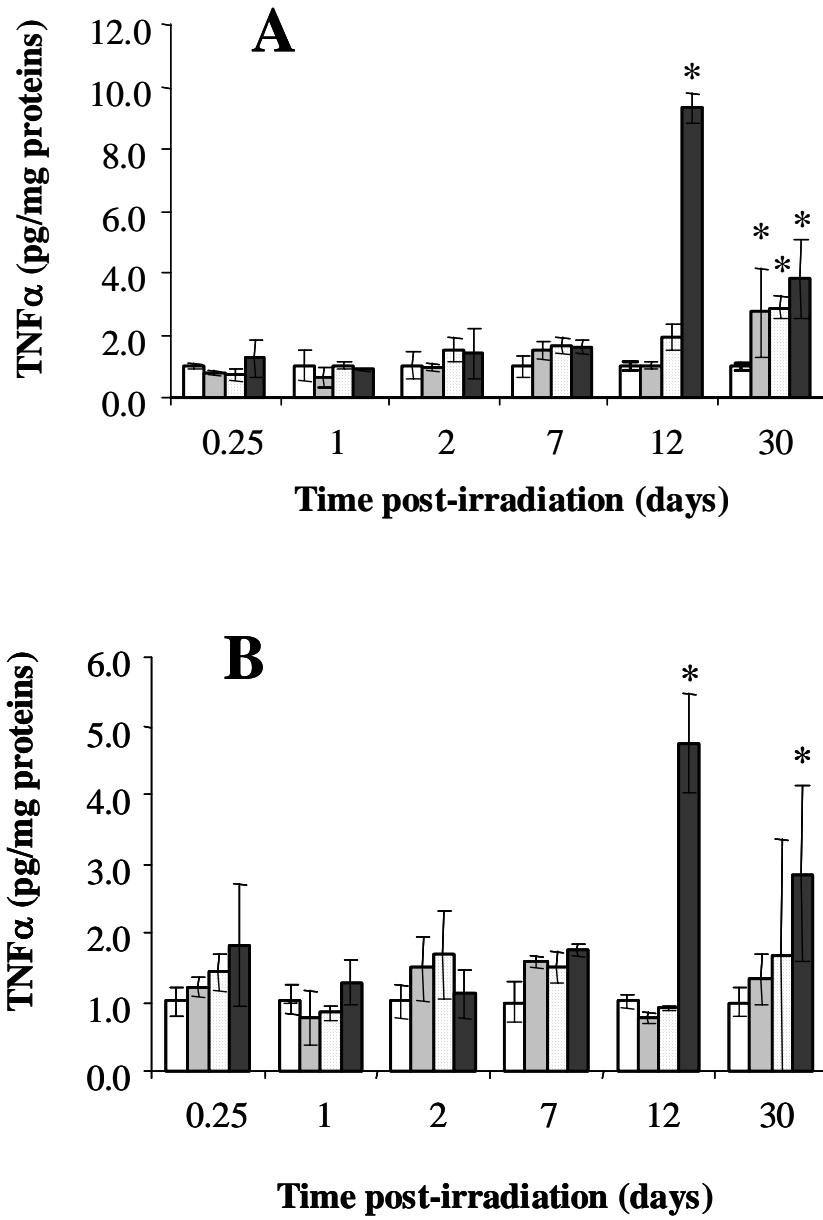 A
TNFα (pg/mg proteins)
12.0
10.0
8.0
6.0
4.0
2.0
0.0
*
* * *
0.25 1 2 7 12 30
Time post-irradiation (days)
B
TNFα (pg/mg proteins)
6.0
5.0
4.0
3.0
2.0
1.0
0.0
*
*
0.25 1 2 7 12 30
Time post-irradiation (days)